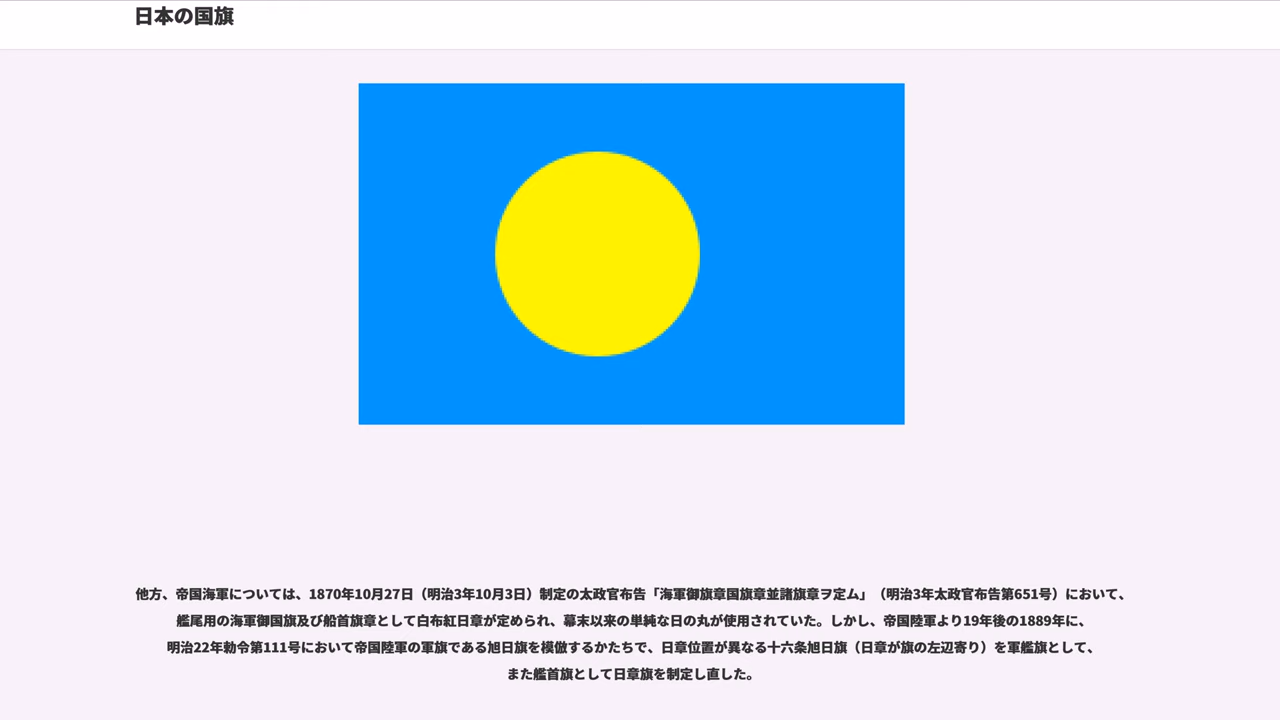 日本の国旗
他方、帝国海軍については、1870年10月27日（明治3年10月3日）制定の太政官布告「海軍御旗章国旗章並諸旗章ヲ定ム」（明治3年太政官布告第651号）において、
艦尾用の海軍御国旗及び船首旗章として白布紅日章が定められ、幕末以来の単純な日の丸が使用されていた。しかし、帝国陸軍より19年後の1889年に、
明治22年勅令第111号において帝国陸軍の軍旗である旭日旗を模倣するかたちで、日章位置が異なる十六条旭日旗（日章が旗の左辺寄り）を軍艦旗として、
また艦首旗として日章旗を制定し直した。